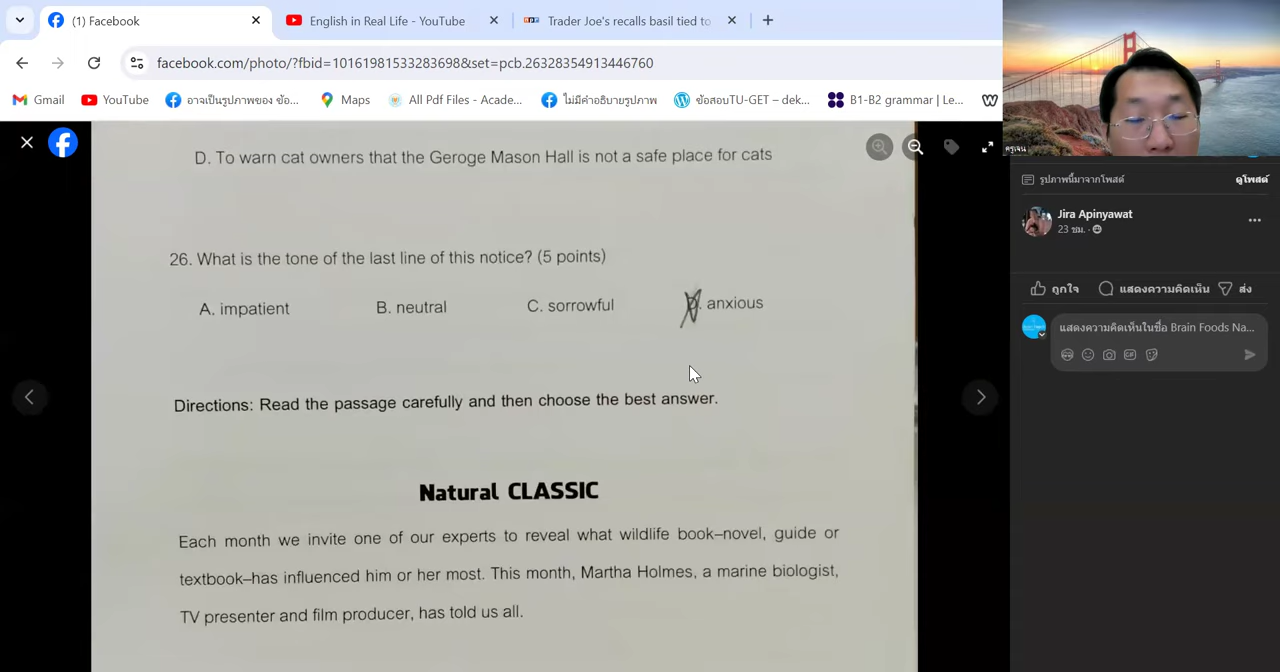 (1) Facebook
English in Real Life - YouTube
Trader Joe's recalls basil tied to
facebook.com/photo/?fbid=10161981533283698&set=pcb.26328354913446760
Gmail
YouTube
อาจเป็นรูปภาพของ ข้อ...
Maps
All Pdf Files - Acade...
ไม่มีคำอธิบายรูปภาพ
ข้อสอบTU-GET – dek...
B1-B2 grammar | Le...
ครูเจน
D. To warn cat owners that the Geroge Mason Hall is not a safe place for cats
26. What is the tone of the last line of this notice? (5 points)
A. impatient B. neutral C. sorrowful D. anxious
Directions: Read the passage carefully and then choose the best answer.
Natural CLASSIC
Each month we invite one of our experts to reveal what wildlife book–novel, guide or
textbook–has influenced him or her most. This month, Martha Holmes, a marine biologist,
TV presenter and film producer, has told us all.
รูปภาพนี้มาจากโพสต์ ดูโพสต์
Jira Apinyawat
23 ชม.
ถูกใจ แสดงความคิดเห็น ส่ง
แสดงความคิดเห็นในชื่อ Brain Foods Na...